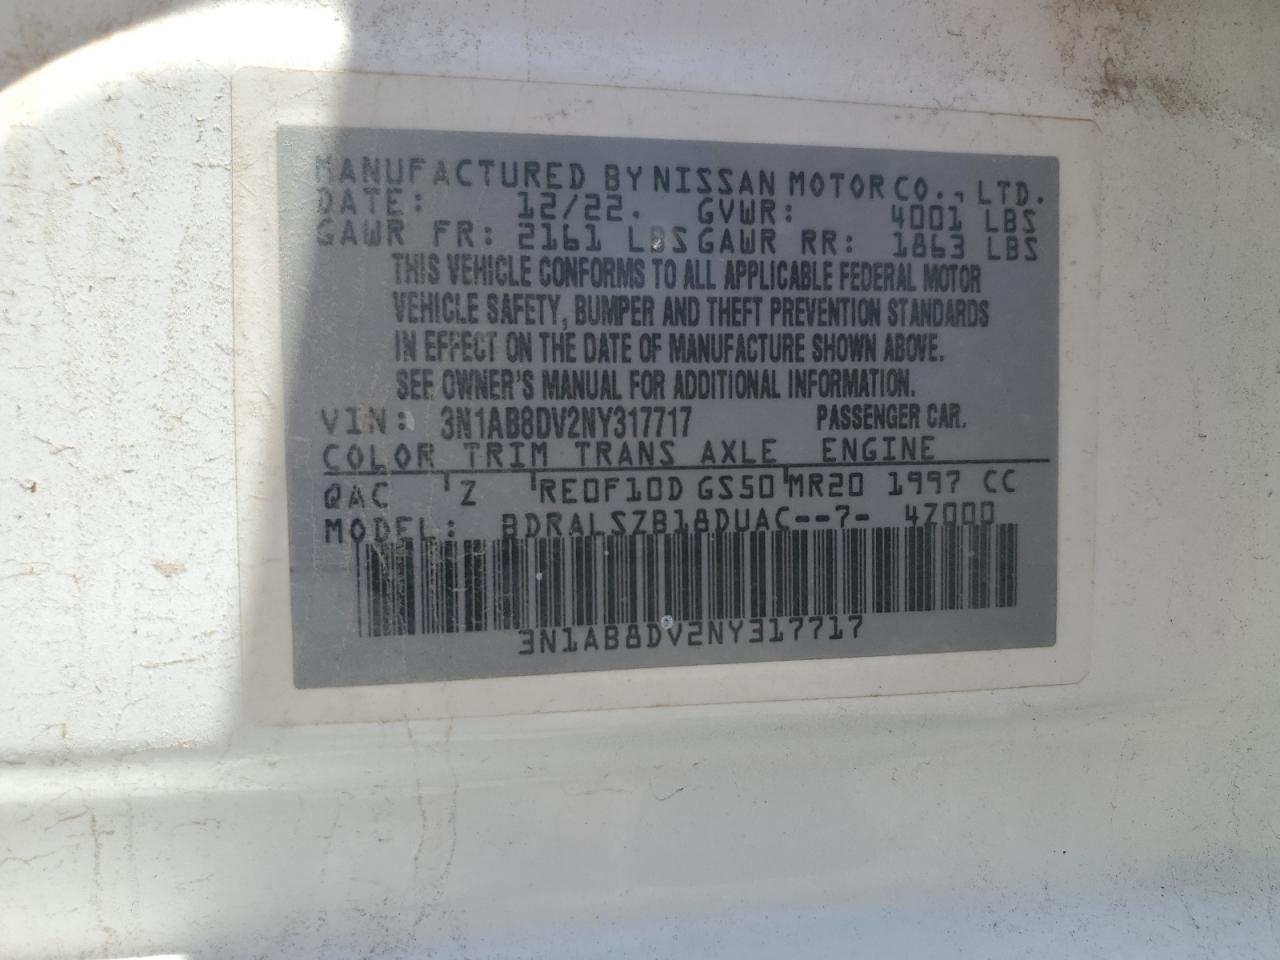 MANUFACTURED BY NISSAN MOTOR CO., LTD.
DATE: 12/22. GVWR: 4001 LBS
GAWR FR: 2161 LBS GAWR RR: 1863 LBS
THIS VEHICLE CONFORMS TO ALL APPLICABLE FEDERAL MOTOR
VEHICLE SAFETY, BUMPER AND THEFT PREVENTION STANDARDS
IN EFFECT ON THE DATE OF MANUFACTURE SHOWN ABOVE.
SEE OWNER'S MANUAL FOR ADDITIONAL INFORMATION.
VIN: 3N1AB8DV2NY317717 PASSENGER CAR.
COLOR TRIM TRANS AXLE ENGINE
QAC Z RE0F10D GS50 MR20 1997 CC
MODEL: BDRALSZB18DUAC--7- 4Z000
3N1AB8DV2NY317717